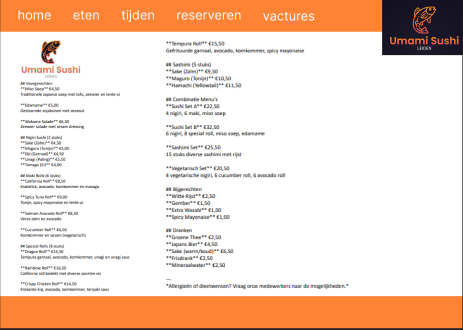 home eten tijden reserveren vactures
Umami Sushi
LEKKEN
Umami Sushi
LEKKEN
## Voorgerechten
**Miso Soep** €4,50
Traditionele Japanse soep met tofu, zeewier en lente-ui
**Edamame** €5,00
Gestoomde sojabonen met zeezout
**Wakame Salade** €6,50
Zeewier salade met sesam dressing
## Nigiri Sushi (2 stuks)
**Sake (Zalm)** €4,50
**Maguro (Tonijn)** €5,00
**Ebi (Garnaal)** €4,50
**Unagi (Paling)** €5,50
**Tamago (Ei)** €4,00
## Maki Rolls (8 stuks)
**California Roll** €8,50
Krabstick, avocado, komkommer en masago
**Spicy Tuna Roll** €9,00
Tonijn, spicy mayonaise en lente-ui
**Salmon Avocado Roll** €8,50
Verse zalm en avocado
**Cucumber Roll** €6,50
Komkommer en sesam (vegetarisch)
## Special Rolls (8 stuks)
**Dragon Roll** €15,50
Tempura garnaal, avocado, komkommer, unagi en unagi saus
**Rainbow Roll** €16,50
California roll bedekt met diverse soorten vis
**Crispy Chicken Roll** €14,50
Krokante kip, avocado, komkommer, teriyaki saus
**Tempura Roll** €15,50
Gefrituurde garnaal, avocado, komkommer, spicy mayonaise
## Sashimi (5 stuks)
**Sake (Zalm)** €9,50
**Maguro (Tonijn)** €10,50
**Hamachi (Yellowtail)** €11,50
## Combinatie Menu's
**Sushi Set A** €22,50
4 nigiri, 6 maki, miso soep
**Sushi Set B** €32,50
6 nigiri, 8 special roll, miso soep, edamame
**Sashimi Set** €25,50
15 stuks diverse sashimi met rijst
**Vegetarisch Set** €20,50
4 vegetarische nigiri, 6 cucumber roll, 6 avocado roll
## Bijgerechten
**Witte Rijst** €2,50
**Gember** €1,50
**Extra Wasabi** €1,00
**Spicy Mayonaise** €1,00
## Dranken
**Groene Thee** €2,50
**Japans Bier** €4,50
**Sake (warm/koud)** €6,50
**Frisdrank** €2,50
**Mineraalwater** €2,50
---
*Allergieën of dieetwensen? Vraag onze medewerkers naar de mogelijkheden.*